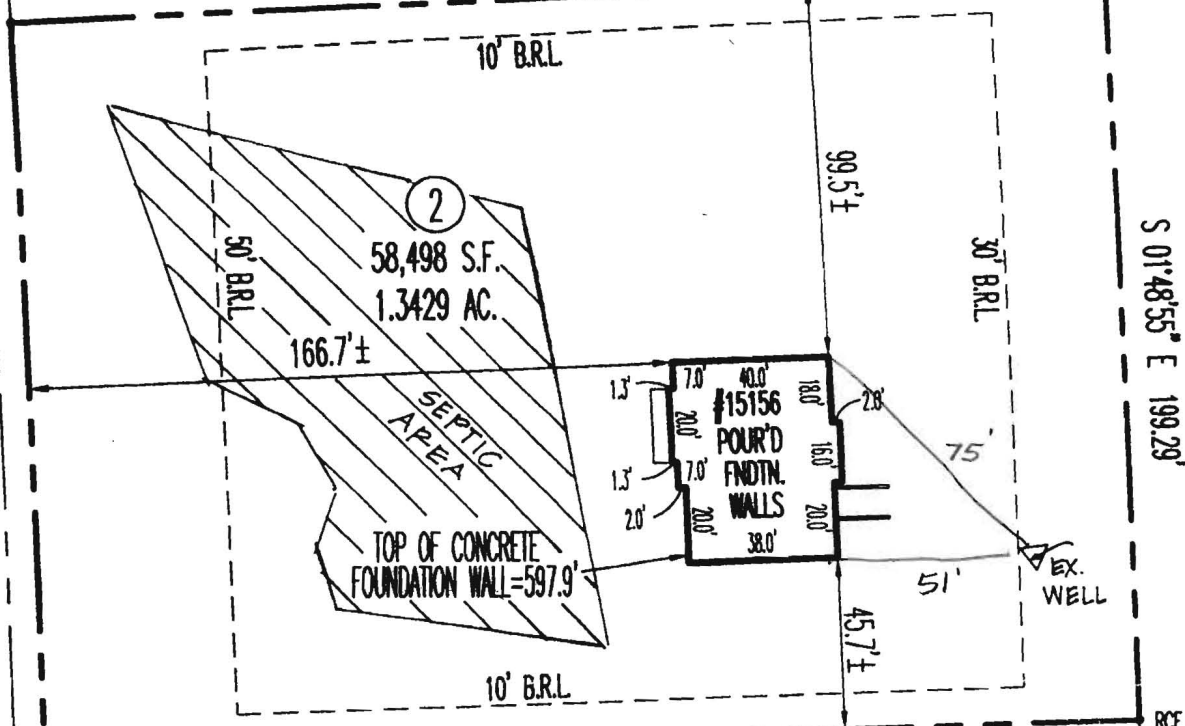 10' B.R.L.
99.5'±
2
58,498 S.F.
1.3429 AC.
50' B.R.L.
30' B.R.L.
S 01°48'55" E 199.29'
166.7'±
SEPTIC
AREA
1.3'
7.0'
40.0'
18.0'
2.0'
#15156
20.0'
POUR'D
FNDTN.
WALLS
16.0'
75'
1.3'
7.0'
2.0'
20.0'
20.0'
38.0'
TOP OF CONCRETE
FOUNDATION WALL=597.9'
51'
EX.
WELL
45.7'±
10' B.R.L.
RCF